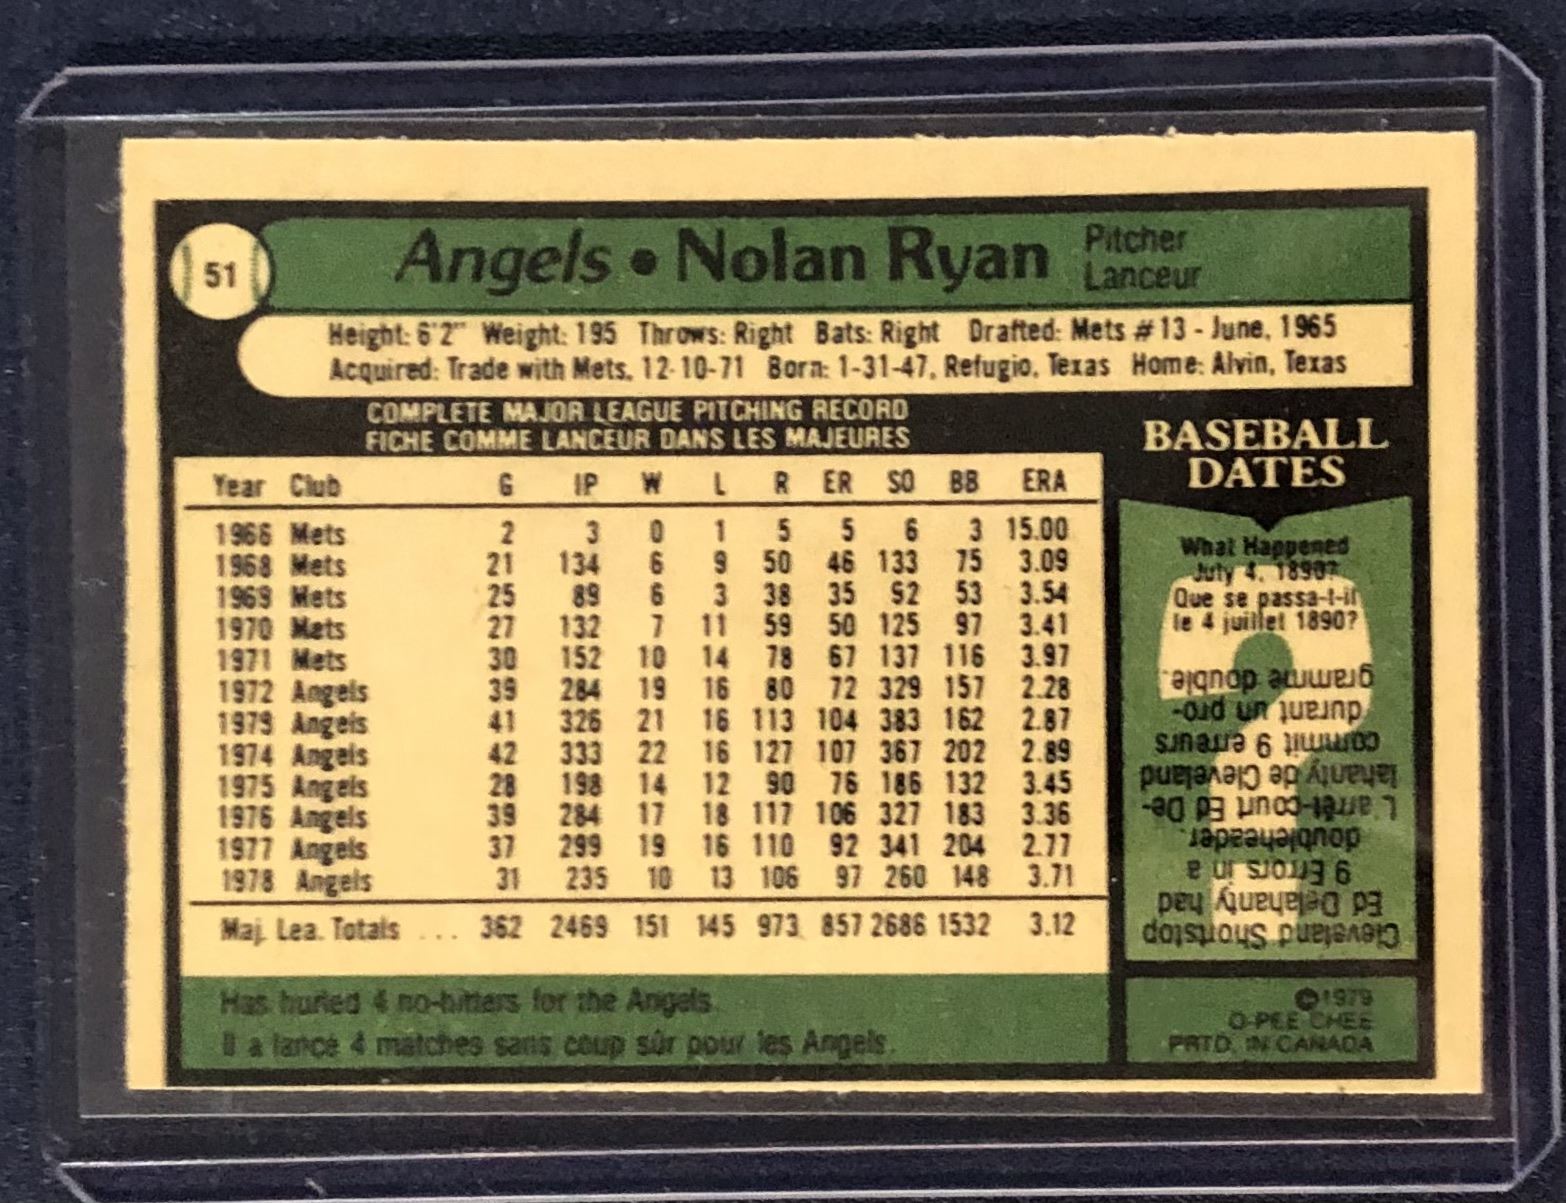 51
Angels • Nolan Ryan Pitcher
Lanceur
Height: 6'2" Weight: 195 Throws: Right Bats: Right Drafted: Mets #13 - June, 1965
Acquired: Trade with Mets, 12-10-71 Born: 1-31-47, Refugio, Texas Home: Alvin, Texas
COMPLETE MAJOR LEAGUE PITCHING RECORD
FICHE COMME LANCEUR DANS LES MAJEURES
Year Club G IP W L R ER SO BB ERA
1966 Mets 2 3 0 1 5 5 6 3 15.00
1968 Mets 21 134 6 9 50 46 133 75 3.09
1969 Mets 25 89 6 3 38 35 92 53 3.54
1970 Mets 27 132 7 11 59 50 125 97 3.41
1971 Mets 30 152 10 14 78 67 137 116 3.97
1972 Angels 39 284 19 16 80 72 329 157 2.28
1973 Angels 41 326 21 16 113 104 383 162 2.87
1974 Angels 42 333 22 16 127 107 367 202 2.89
1975 Angels 28 198 14 12 90 76 186 132 3.45
1976 Angels 39 284 17 18 117 106 327 183 3.36
1977 Angels 37 299 19 16 110 92 341 204 2.77
1978 Angels 31 235 10 13 106 97 260 148 3.71
Maj. Lea. Totals ... 362 2469 151 145 973 857 2686 1532 3.12
Has hurled 4 no-hitters for the Angels.
Il a lancé 4 matches sans coup sûr pour les Angels.
BASEBALL
DATES
What Happened
July 4, 1890?
Que se passa-t-il
le 4 juillet 1890?
Cleveland Shortstop
Ed Delahanty had
9 Errors in a
doubleheader.
L'arrêt-court Ed De-
lahanty de Cleveland
commit 9 erreurs
durant un pro-
gramme double.
©1979
O-PEE CHEE
PRTD. IN CANADA